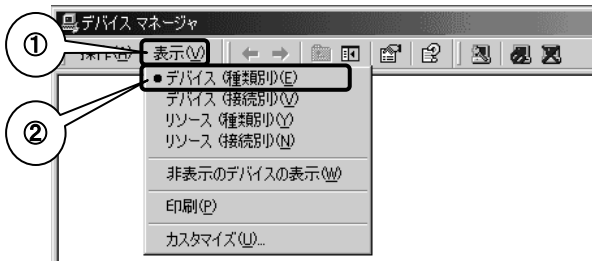 デバイス マネージャ
①
操作(A) 表示(V)
● デバイス (種類別)(E)
デバイス (接続別)(V)
②
リソース (種類別)(Y)
リソース (接続別)(N)
非表示のデバイスの表示(W)
印刷(P)
カスタマイズ(U)...